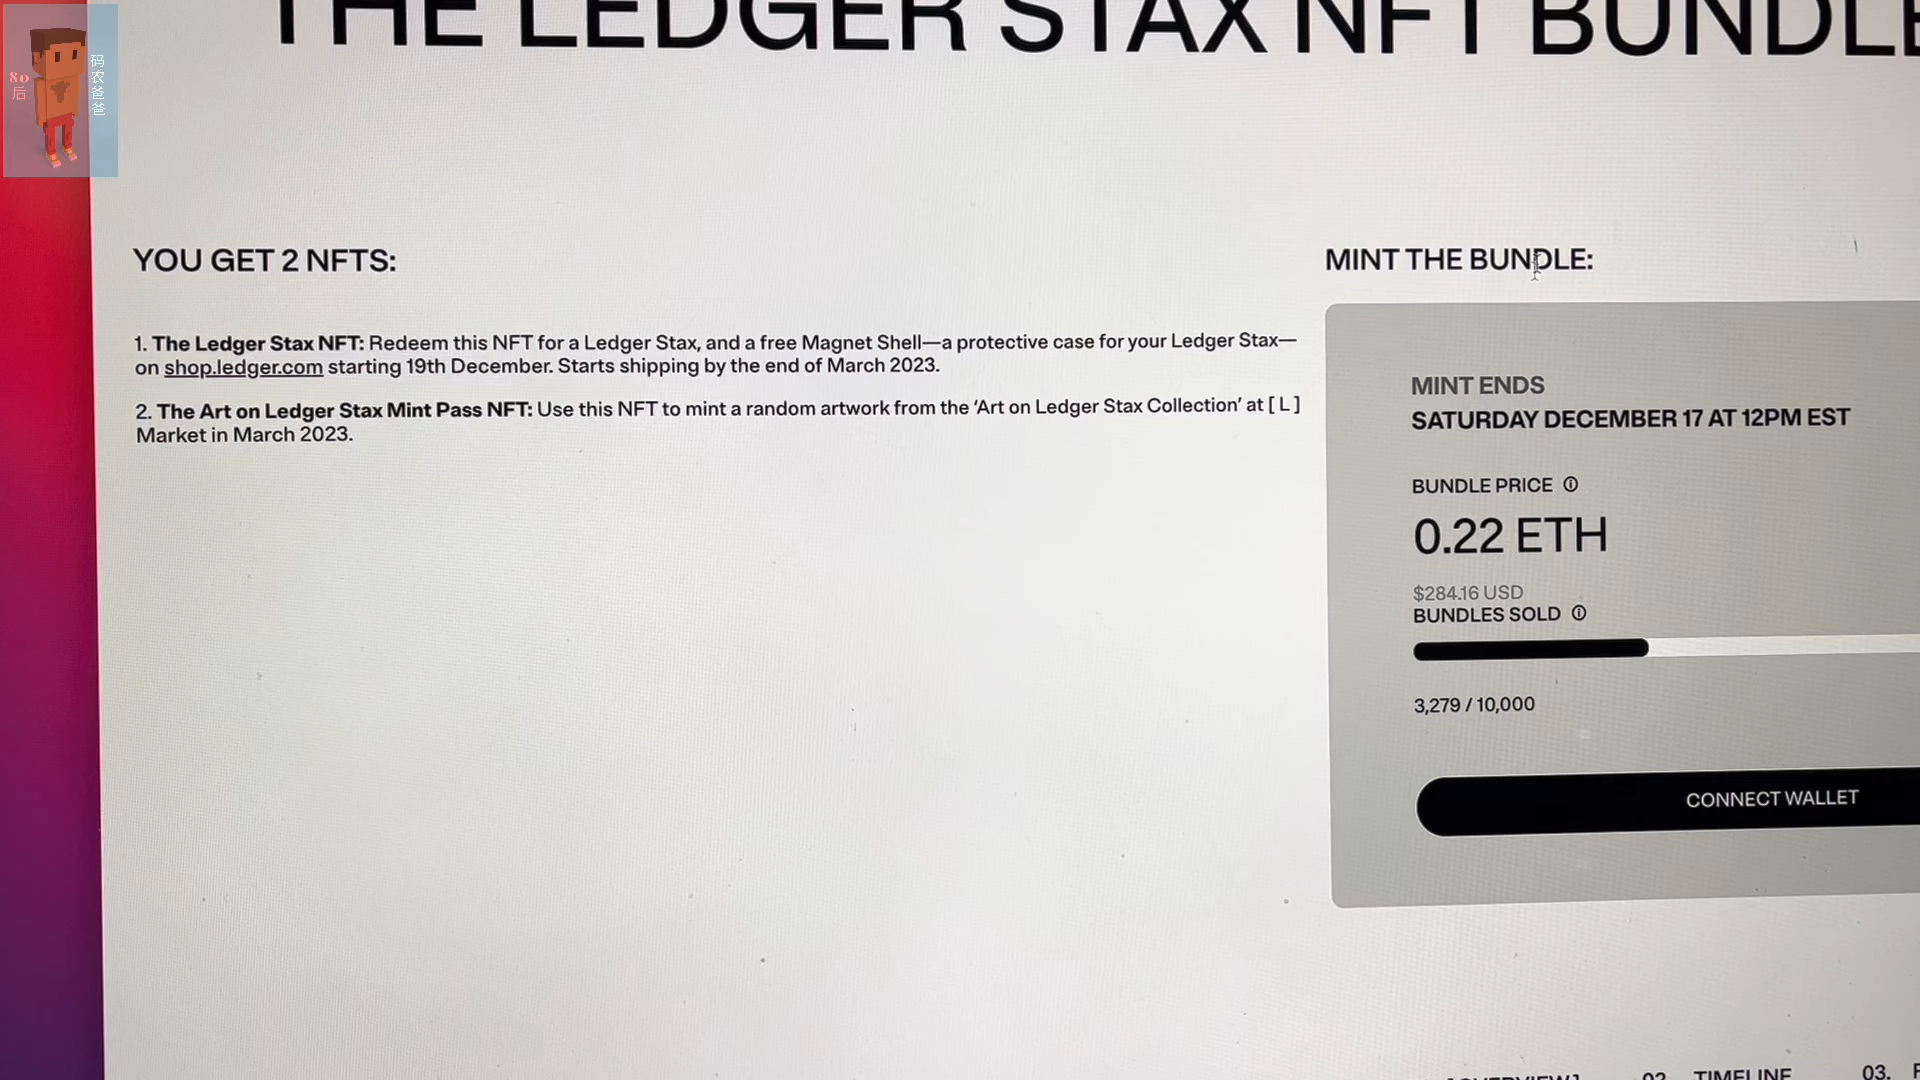 THE LEDGER STAX NFT BUNDLE
80
后
码农爸爸
YOU GET 2 NFTS:
1. The Ledger Stax NFT: Redeem this NFT for a Ledger Stax, and a free Magnet Shell—a protective case for your Ledger Stax—
on shop.ledger.com starting 19th December. Starts shipping by the end of March 2023.
2. The Art on Ledger Stax Mint Pass NFT: Use this NFT to mint a random artwork from the ‘Art on Ledger Stax Collection’ at [ L ]
Market in March 2023.
MINT THE BUNDLE:
MINT ENDS
SATURDAY DECEMBER 17 AT 12PM EST
BUNDLE PRICE
0.22 ETH
$284.16 USD
BUNDLES SOLD
3,279 / 10,000
CONNECT WALLET
[OVERVIEW] 02. TIMELINE 03.